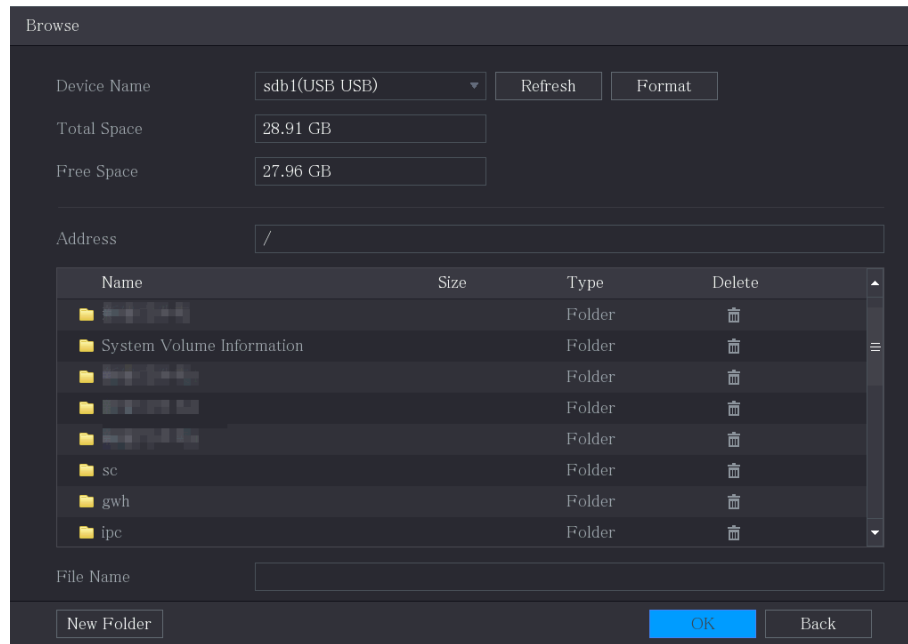 Browse
Device Name sdb1(USB USB) Refresh Format
Total Space 28.91 GB
Free Space 27.96 GB
Address /
Name Size Type Delete
Folder
System Volume Information Folder
Folder
Folder
Folder
sc Folder
gwh Folder
ipc Folder
File Name
New Folder OK Back